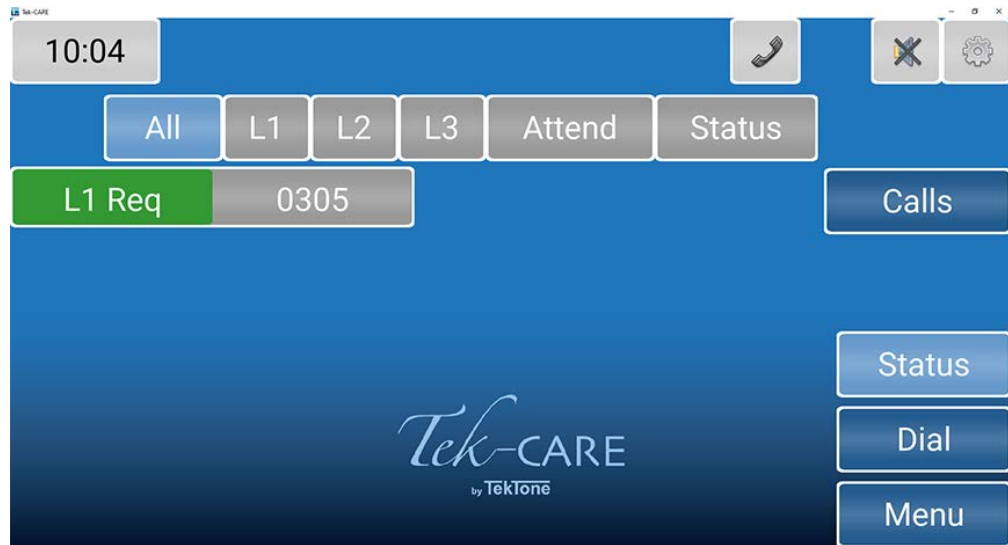 Tek-CARE
10:04
All L1 L2 L3 Attend Status
L1 Req 0305
Calls
Status
Dial
Menu
Tek-CARE
by TekTone